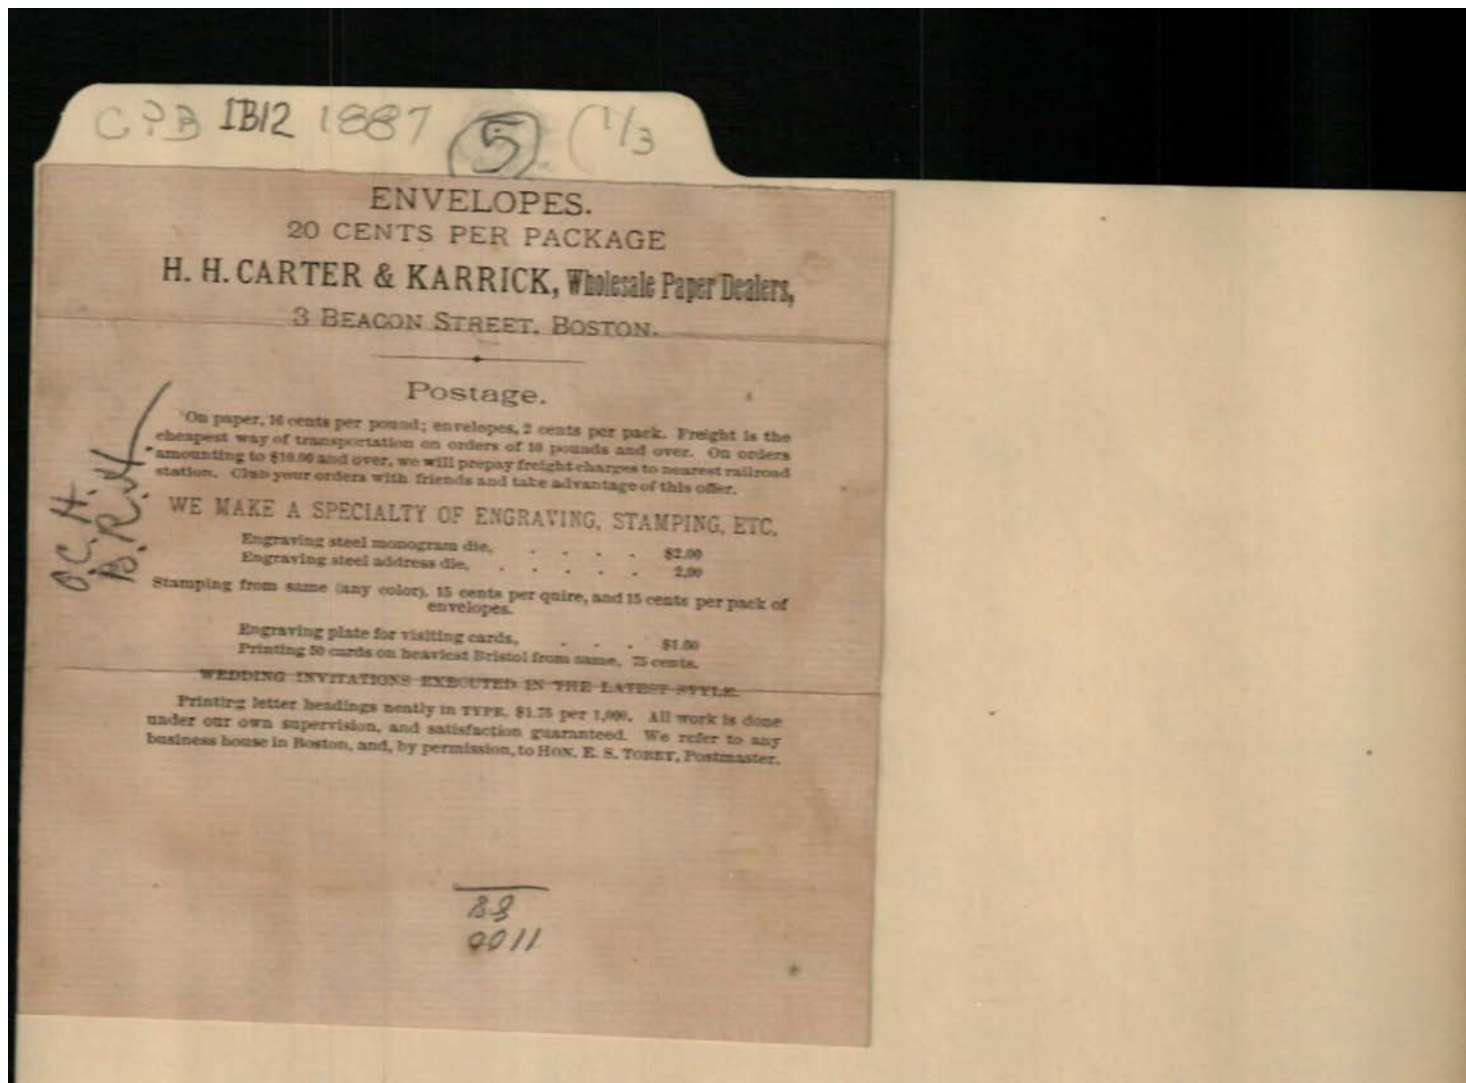 CPB IB12 1887 5 (1/3
ENVELOPES.
20 CENTS PER PACKAGE
H. H. CARTER & KARRICK, Wholesale Paper Dealers,
3 BEACON STREET. BOSTON.
Postage.
On paper, 16 cents per pound; envelopes, 2 cents per pack. Freight is the
cheapest way of transportation on orders of 10 pounds and over. On orders
amounting to $10.00 and over, we will prepay freight charges to nearest railroad
station. Club your orders with friends and take advantage of this offer.
WE MAKE A SPECIALTY OF ENGRAVING, STAMPING, ETC.
Engraving steel monogram die, . . . . $2.00
Engraving steel address die, . . . . . 2.00
Stamping from same (any color), 15 cents per quire, and 15 cents per pack of
envelopes.
Engraving plate for visiting cards, . . . $1.00
Printing 50 cards on heaviest Bristol from same, 75 cents.
WEDDING INVITATIONS EXECUTED IN THE LATEST STYLE.
Printing letter headings neatly in TYPE, $1.75 per 1,000. All work is done
under our own supervision, and satisfaction guaranteed. We refer to any
business house in Boston, and, by permission, to HON. E. S. TOBEY, Postmaster.
O.C. H.
0011